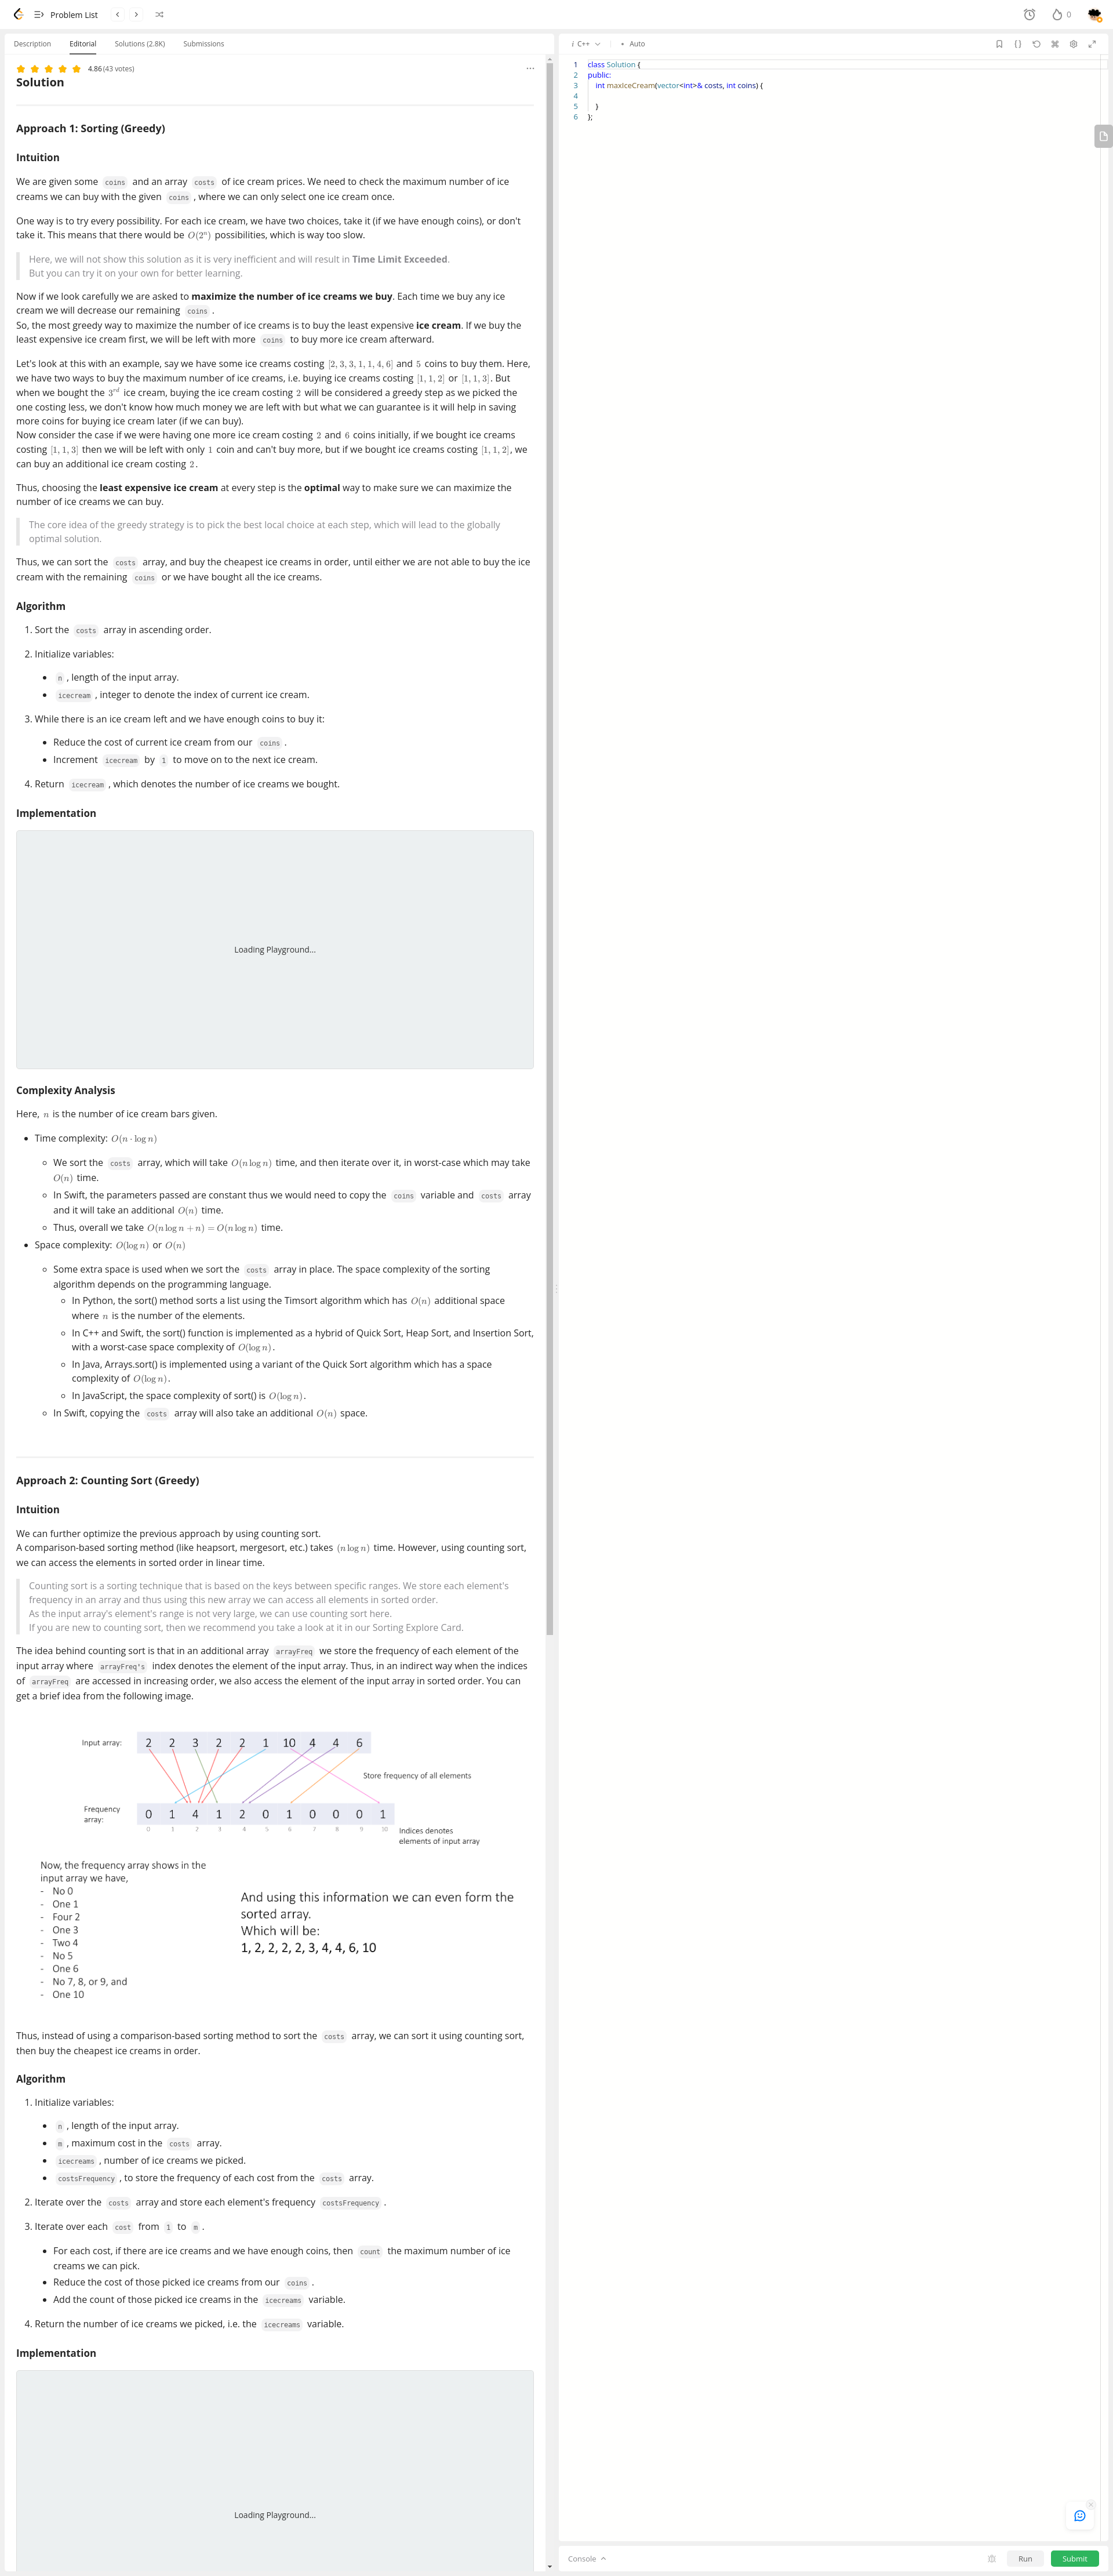 Problem List
0
Description Editorial Solutions (2.8K) Submissions
4.86 (43 votes)
Solution
Approach 1: Sorting (Greedy)
Intuition
We are given some coins and an array costs of ice cream prices. We need to check the maximum number of ice
creams we can buy with the given coins , where we can only select one ice cream once.
One way is to try every possibility. For each ice cream, we have two choices, take it (if we have enough coins), or don't
take it. This means that there would be O(2ⁿ) possibilities, which is way too slow.
Here, we will not show this solution as it is very inefficient and will result in Time Limit Exceeded.
But you can try it on your own for better learning.
Now if we look carefully we are asked to maximize the number of ice creams we buy. Each time we buy any ice
cream we will decrease our remaining coins .
So, the most greedy way to maximize the number of ice creams is to buy the least expensive ice cream. If we buy the
least expensive ice cream first, we will be left with more coins to buy more ice cream afterward.
Let's look at this with an example, say we have some ice creams costing [2, 3, 3, 1, 1, 4, 6] and 5 coins to buy them. Here,
we have two ways to buy the maximum number of ice creams, i.e. buying ice creams costing [1, 1, 2] or [1, 1, 3]. But
when we bought the 3ʳᵈ ice cream, buying the ice cream costing 2 will be considered a greedy step as we picked the
one costing less, we don't know how much money we are left with but what we can guarantee is it will help in saving
more coins for buying ice cream later (if we can buy).
Now consider the case if we were having one more ice cream costing 2 and 6 coins initially, if we bought ice creams
costing [1, 1, 3] then we will be left with only 1 coin and can't buy more, but if we bought ice creams costing [1, 1, 2], we
can buy an additional ice cream costing 2.
Thus, choosing the least expensive ice cream at every step is the optimal way to make sure we can maximize the
number of ice creams we can buy.
The core idea of the greedy strategy is to pick the best local choice at each step, which will lead to the globally
optimal solution.
Thus, we can sort the costs array, and buy the cheapest ice creams in order, until either we are not able to buy the ice
cream with the remaining coins or we have bought all the ice creams.
Algorithm
1. Sort the costs array in ascending order.
2. Initialize variables:
• n , length of the input array.
• icecream , integer to denote the index of current ice cream.
3. While there is an ice cream left and we have enough coins to buy it:
• Reduce the cost of current ice cream from our coins .
• Increment icecream by 1 to move on to the next ice cream.
4. Return icecream , which denotes the number of ice creams we bought.
Implementation
Loading Playground...
Complexity Analysis
Here, n is the number of ice cream bars given.
• Time complexity: O(n · log n)
◦ We sort the costs array, which will take O(n log n) time, and then iterate over it, in worst-case which may take
O(n) time.
◦ In Swift, the parameters passed are constant thus we would need to copy the coins variable and costs array
and it will take an additional O(n) time.
◦ Thus, overall we take O(n log n + n) = O(n log n) time.
• Space complexity: O(log n) or O(n)
◦ Some extra space is used when we sort the costs array in place. The space complexity of the sorting
algorithm depends on the programming language.
◦ In Python, the sort() method sorts a list using the Timsort algorithm which has O(n) additional space
where n is the number of the elements.
◦ In C++ and Swift, the sort() function is implemented as a hybrid of Quick Sort, Heap Sort, and Insertion Sort,
with a worst-case space complexity of O(log n).
◦ In Java, Arrays.sort() is implemented using a variant of the Quick Sort algorithm which has a space
complexity of O(log n).
◦ In JavaScript, the space complexity of sort() is O(log n).
◦ In Swift, copying the costs array will also take an additional O(n) space.
Approach 2: Counting Sort (Greedy)
Intuition
We can further optimize the previous approach by using counting sort.
A comparison-based sorting method (like heapsort, mergesort, etc.) takes (n log n) time. However, using counting sort,
we can access the elements in sorted order in linear time.
Counting sort is a sorting technique that is based on the keys between specific ranges. We store each element's
frequency in an array and thus using this new array we can access all elements in sorted order.
As the input array's element's range is not very large, we can use counting sort here.
If you are new to counting sort, then we recommend you take a look at it in our Sorting Explore Card.
The idea behind counting sort is that in an additional array arrayFreq we store the frequency of each element of the
input array where arrayFreq's index denotes the element of the input array. Thus, in an indirect way when the indices
of arrayFreq are accessed in increasing order, we also access the element of the input array in sorted order. You can
get a brief idea from the following image.
Input array: 2 2 3 2 2 1 10 4 4 6
Store frequency of all elements
Frequency
array:
0 1 4 1 2 0 1 0 0 0 1
0 1 2 3 4 5 6 7 8 9 10
Indices denotes
elements of input array
Now, the frequency array shows in the
input array we have,
- No 0
- One 1
- Four 2
- One 3
- Two 4
- No 5
- One 6
- No 7, 8, or 9, and
- One 10
And using this information we can even form the
sorted array.
Which will be:
1, 2, 2, 2, 2, 3, 4, 4, 6, 10
Thus, instead of using a comparison-based sorting method to sort the costs array, we can sort it using counting sort,
then buy the cheapest ice creams in order.
Algorithm
1. Initialize variables:
• n , length of the input array.
• m , maximum cost in the costs array.
• icecreams , number of ice creams we picked.
• costsFrequency , to store the frequency of each cost from the costs array.
2. Iterate over the costs array and store each element's frequency costsFrequency .
3. Iterate over each cost from 1 to m .
• For each cost, if there are ice creams and we have enough coins, then count the maximum number of ice
creams we can pick.
• Reduce the cost of those picked ice creams from our coins .
• Add the count of those picked ice creams in the icecreams variable.
4. Return the number of ice creams we picked, i.e. the icecreams variable.
Implementation
Loading Playground...
i C++ • Auto
1 class Solution {
2 public:
3 int maxIceCream(vector<int>& costs, int coins) {
4
5 }
6 };
Console Run Submit